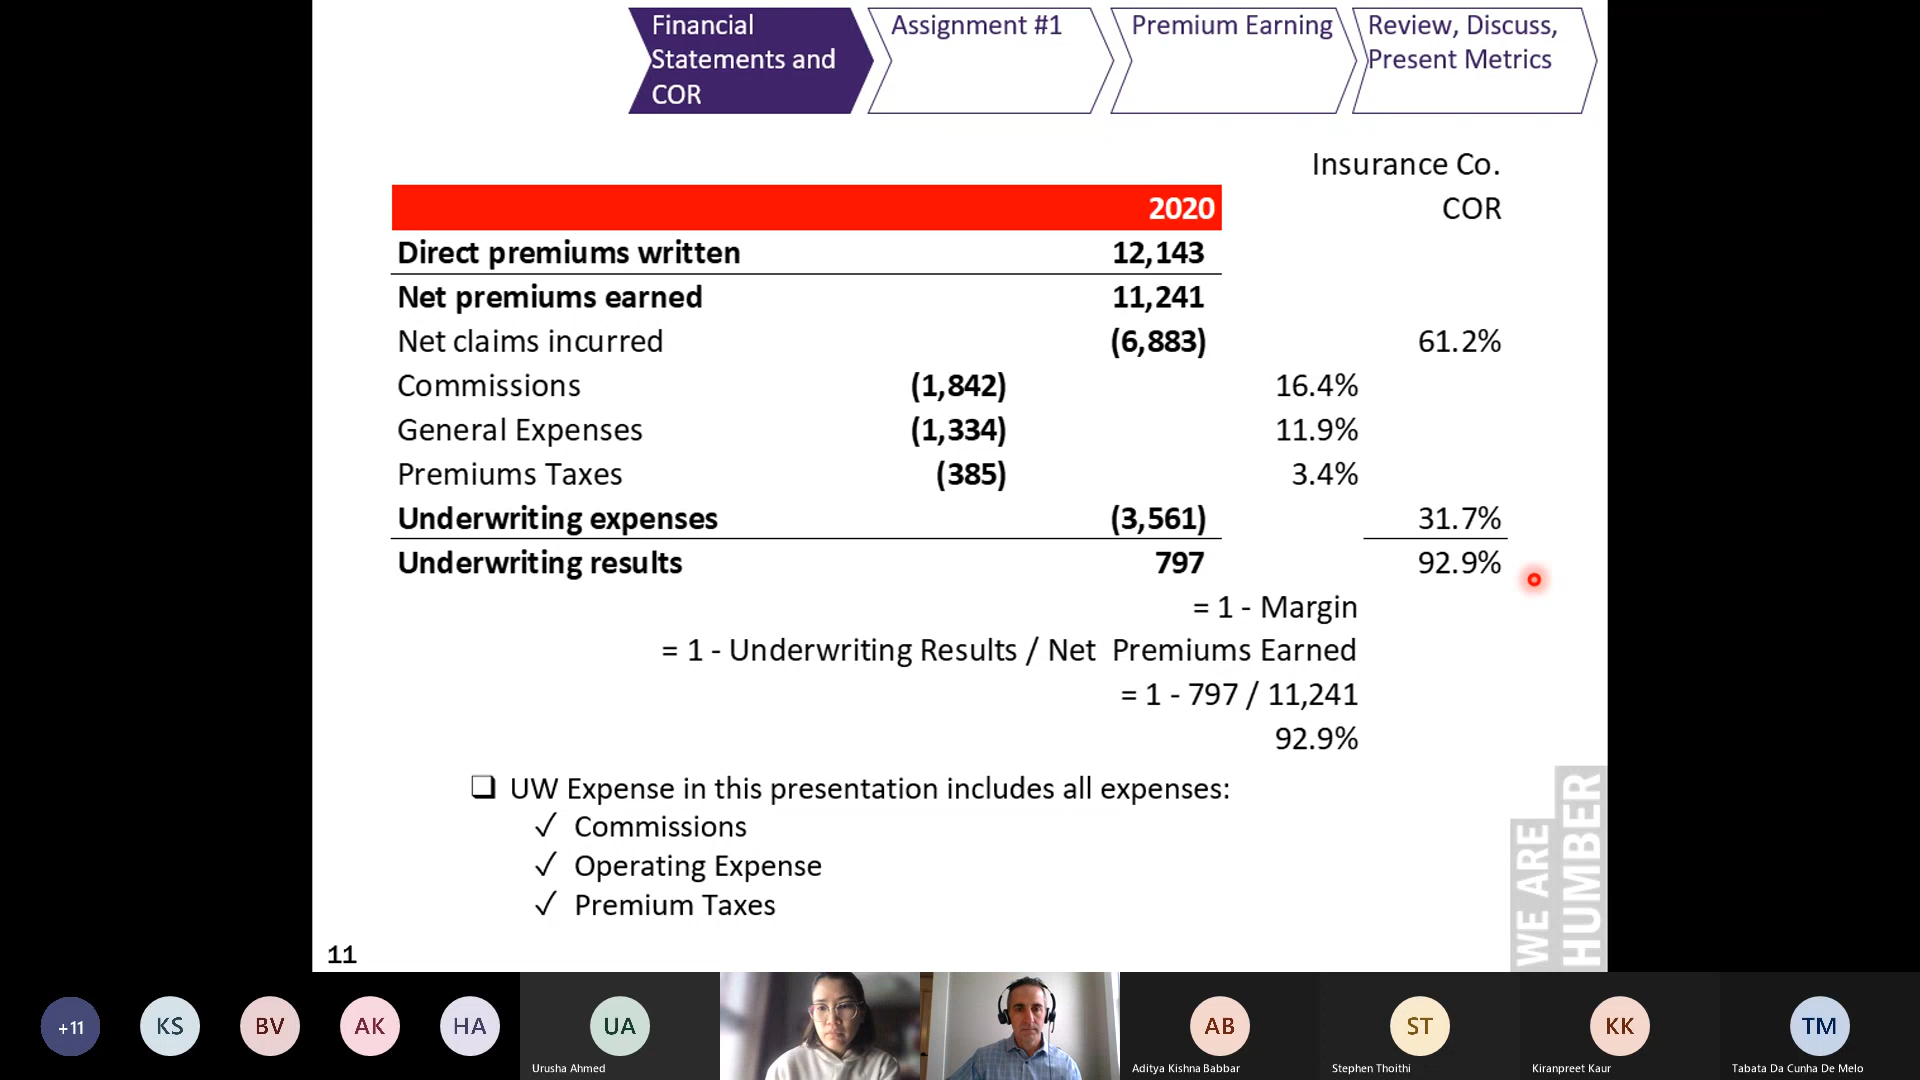 Financial
Statements and
COR
Assignment #1
Premium Earning
Review, Discuss,
Present Metrics
Insurance Co.
2020 COR
Direct premiums written 12,143
Net premiums earned 11,241
Net claims incurred (6,883) 61.2%
Commissions (1,842) 16.4%
General Expenses (1,334) 11.9%
Premiums Taxes (385) 3.4%
Underwriting expenses (3,561) 31.7%
Underwriting results 797 92.9%
= 1 - Margin
= 1 - Underwriting Results / Net Premiums Earned
= 1 - 797 / 11,241
92.9%
❑ UW Expense in this presentation includes all expenses:
✓ Commissions
✓ Operating Expense
✓ Premium Taxes
11
WE ARE
HUMBER
+11
KS
BV
AK
HA
UA
Urusha Ahmed
AB
Aditya Kishna Babbar
ST
Stephen Thoithi
KK
Kiranpreet Kaur
TM
Tabata Da Cunha De Melo